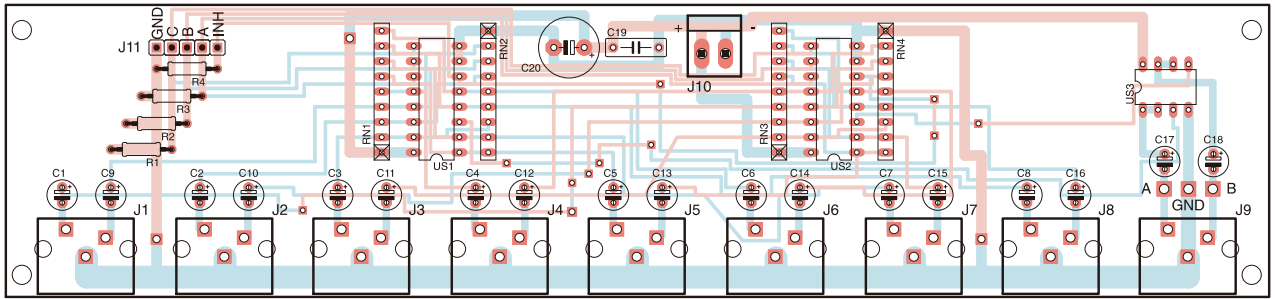 GND
C
B
A
INH
J11
R4
R3
R2
R1
RN1
US1
RN2
C20
+
C19
+
-
J10
RN3
US2
RN4
US3
C17
+
C18
+
A
B
GND
C1
+
C9
+
C2
+
C10
+
C3
+
C11
+
C4
+
C12
+
C5
+
C13
+
C6
+
C14
+
C7
+
C15
+
C8
+
C16
+
J1
J2
J3
J4
J5
J6
J7
J8
J9